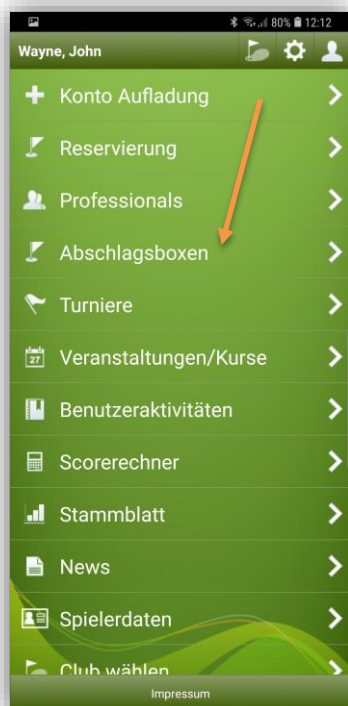 80% 12:12
Wayne, John
Konto Aufladung
Reservierung
Professionals
Abschlagsboxen
Turniere
27 Veranstaltungen/Kurse
Benutzeraktivitäten
Scorerechner
Stammblatt
News
Spielerdaten
Club wählen
Impressum